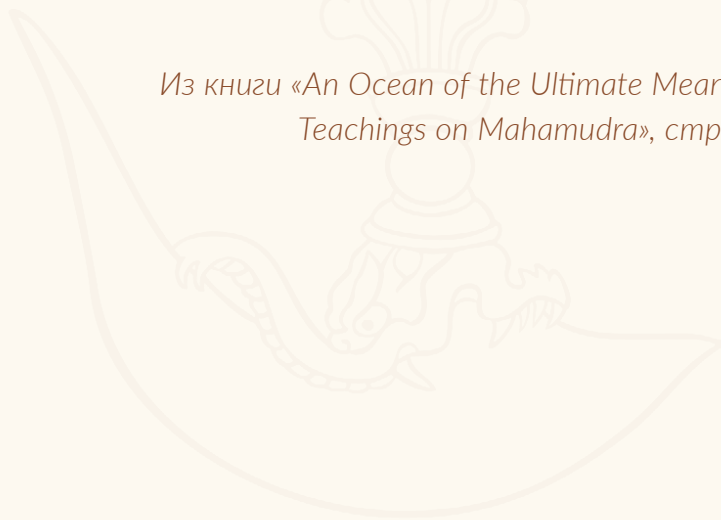 Из книги «An Ocean of the Ultimate
Teachings on Mahamudra»,